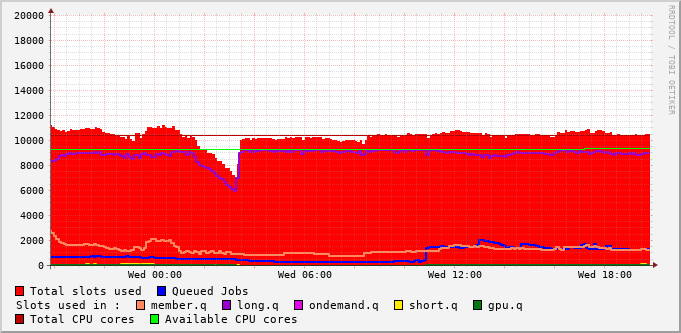 20000
18000
16000
14000
12000
10000
8000
6000
4000
2000
0
Wed 00:00 Wed 06:00 Wed 12:00 Wed 18:00
RRDTOOL / TOBI OETIKER
Total slots used Queued Jobs
Slots used in : member.q long.q ondemand.q short.q gpu.q
Total CPU cores Available CPU cores